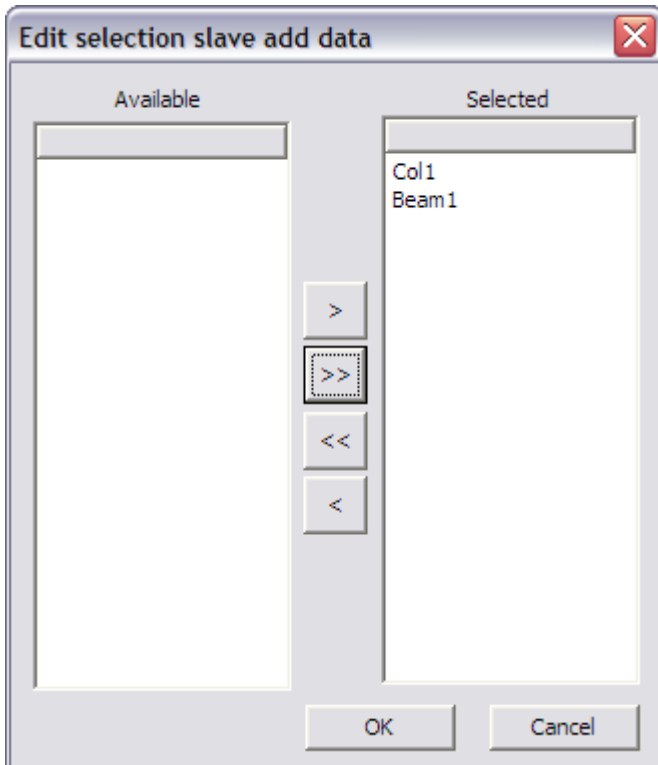 Edit selection slave add data
Available
Selected
Col1
Beam1
>
>>
<<
<
OK
Cancel